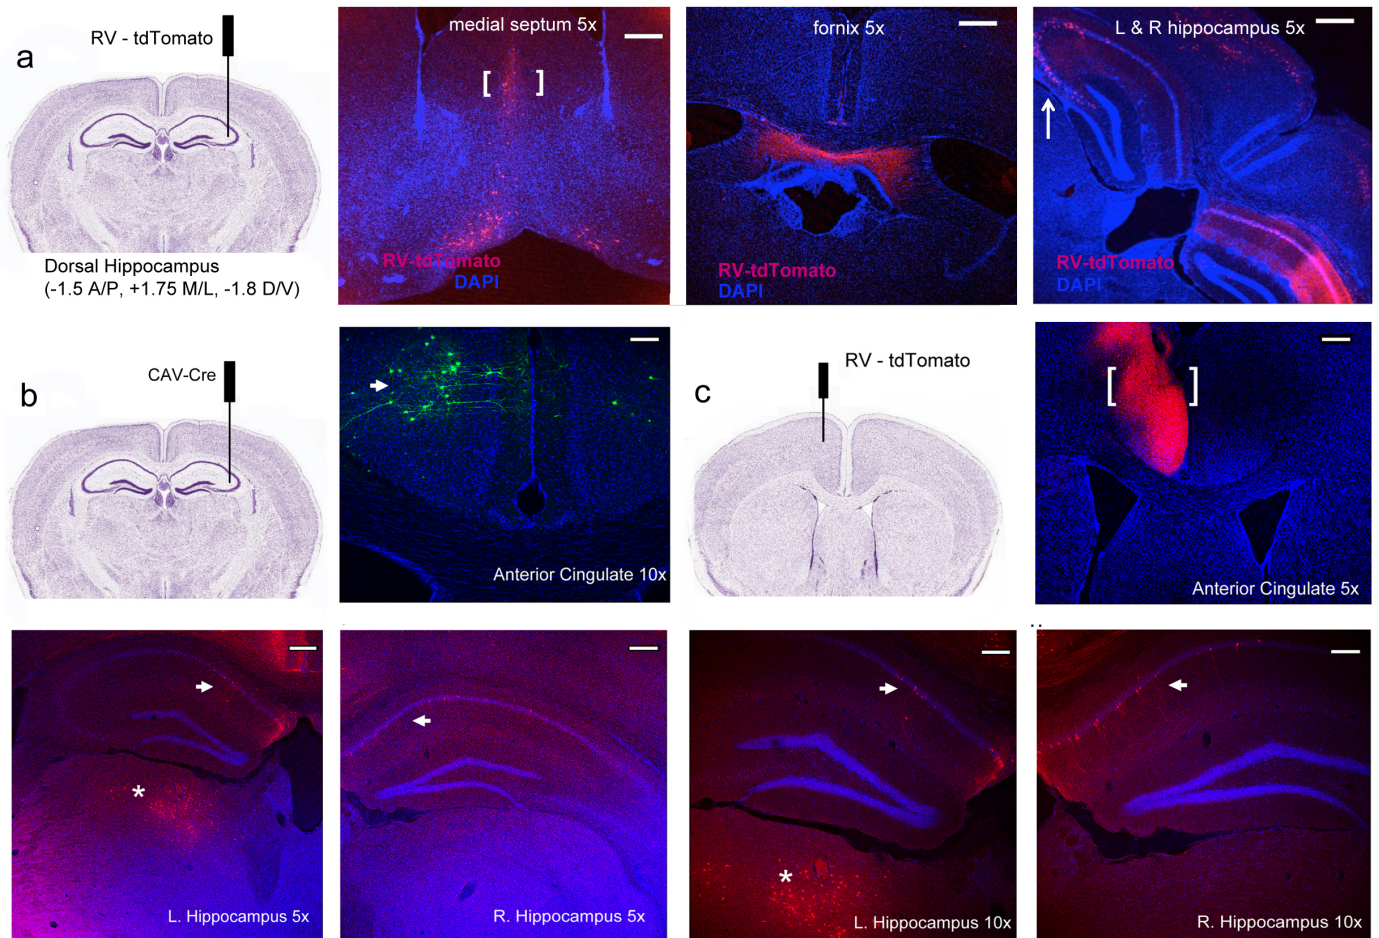 a
RV - tdTomato
Dorsal Hippocampus
(-1.5 A/P, +1.75 M/L, -1.8 D/V)
medial septum 5x
[ ]
RV-tdTomato
DAPI
fornix 5x
RV-tdTomato
DAPI
L & R hippocampus 5x
RV-tdTomato
DAPI
b
CAV-Cre
Anterior Cingulate 10x
c
RV - tdTomato
[ ]
Anterior Cingulate 5x
*
L. Hippocampus 5x
R. Hippocampus 5x
*
L. Hippocampus 10x
R. Hippocampus 10x